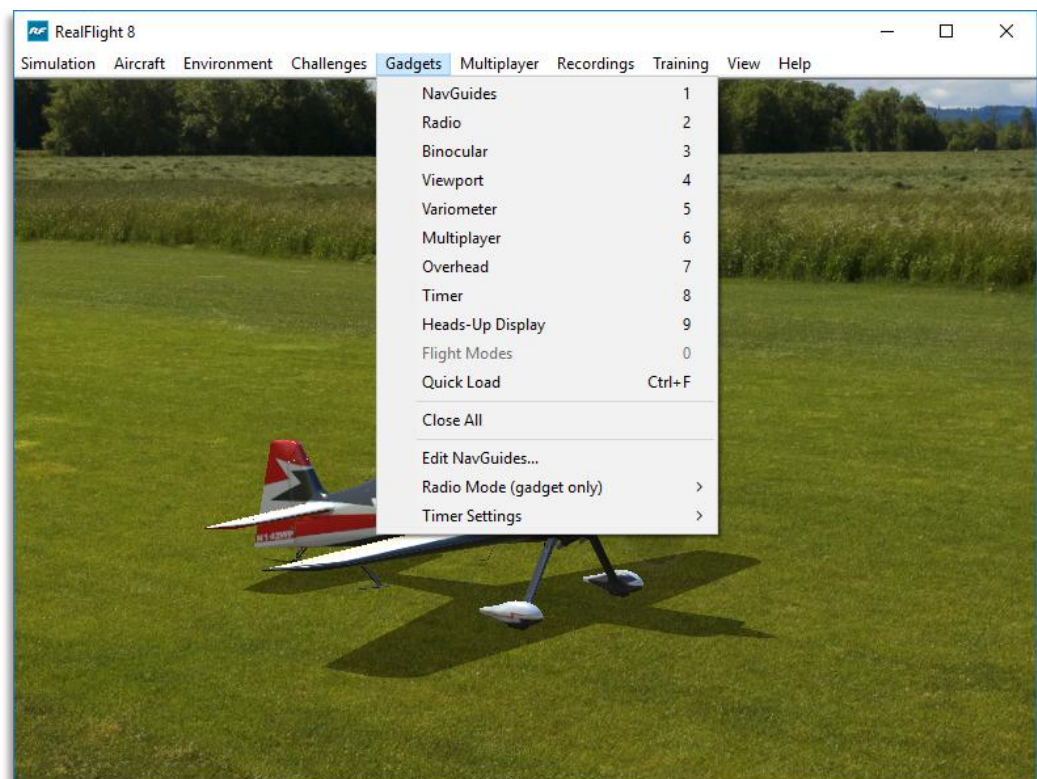 RF RealFlight 8
Simulation Aircraft Environment Challenges Gadgets Multiplayer Recordings Training View Help
NavGuides 1
Radio 2
Binocular 3
Viewport 4
Variometer 5
Multiplayer 6
Overhead 7
Timer 8
Heads-Up Display 9
Flight Modes 0
Quick Load Ctrl+F
Close All
Edit NavGuides...
Radio Mode (gadget only) >
Timer Settings >